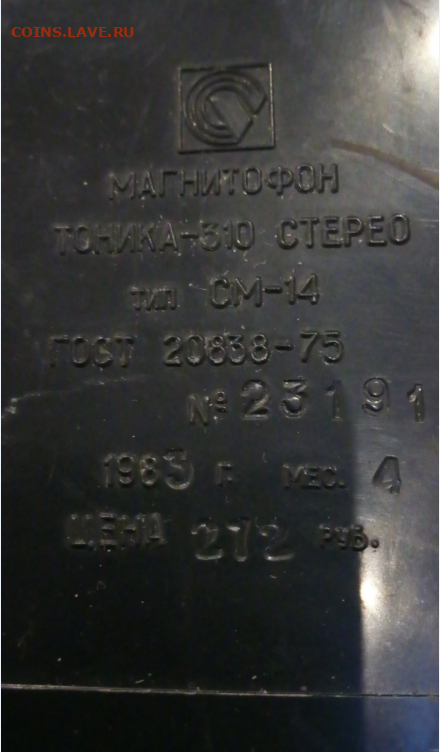 COINS.LAVE.RU
МАГНИТОФОН
ТОНИКА-310 СТЕРЕО
тип СМ-14
ГОСТ 20838-75
№ 23191
1983 г. МЕС. 4
ЦЕНА 272 РУБ.